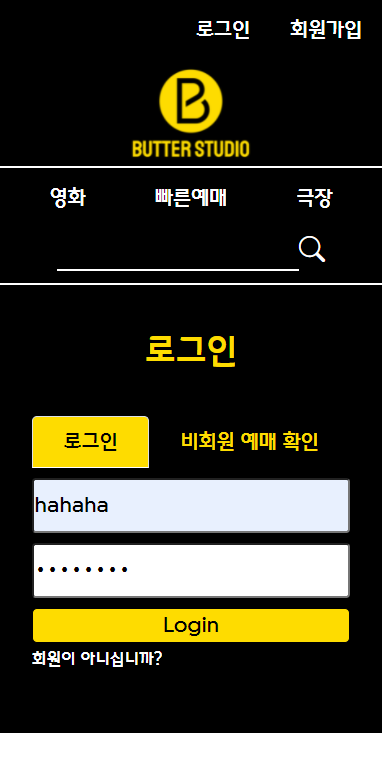 로그인 회원가입
BUTTER STUDIO
영화 빠른예매 극장
로그인
로그인 비회원 예매 확인
hahaha
••••••••
Login
회원이 아니십니까?